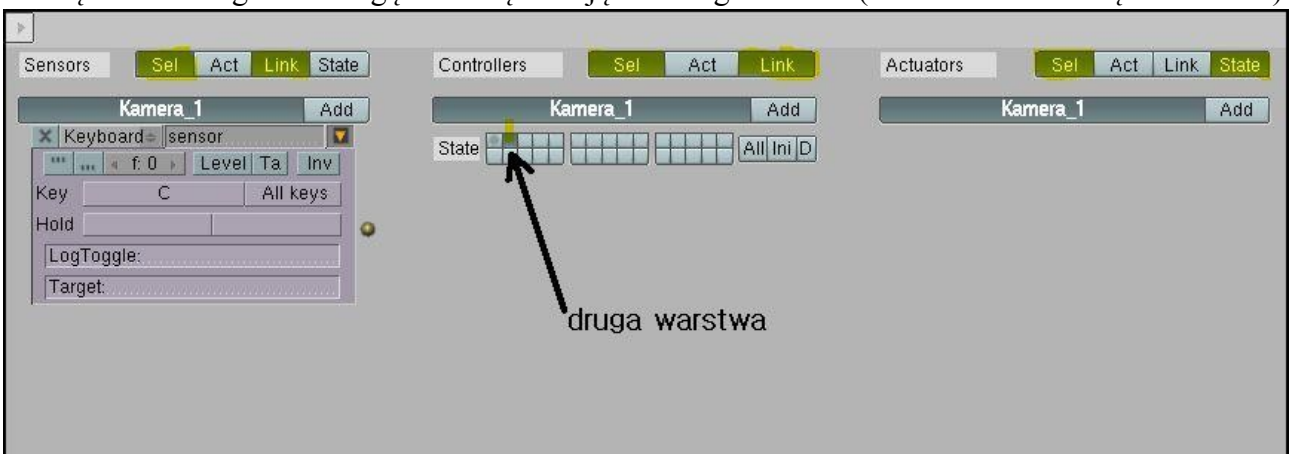 Sensors Sel Act Link State Controllers Sel Act Link Actuators Sel Act Link State
Kamera_1 Add Kamera_1 Add Kamera_1 Add
Keyboard sensor
State All Ini D
f: 0 Level Ta Inv
Key C All keys
Hold
LogToggle:
Target:
druga warstwa